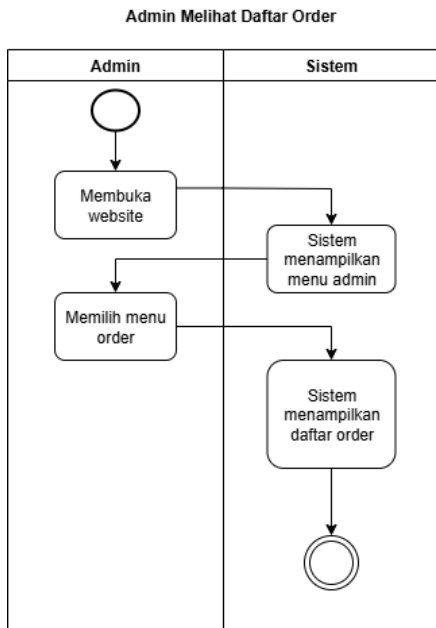 Admin Melihat Daftar Order
Admin
Sistem
Membuka
website
Sistem
menampilkan
menu admin
Memilih menu
order
Sistem
menampilkan
daftar order